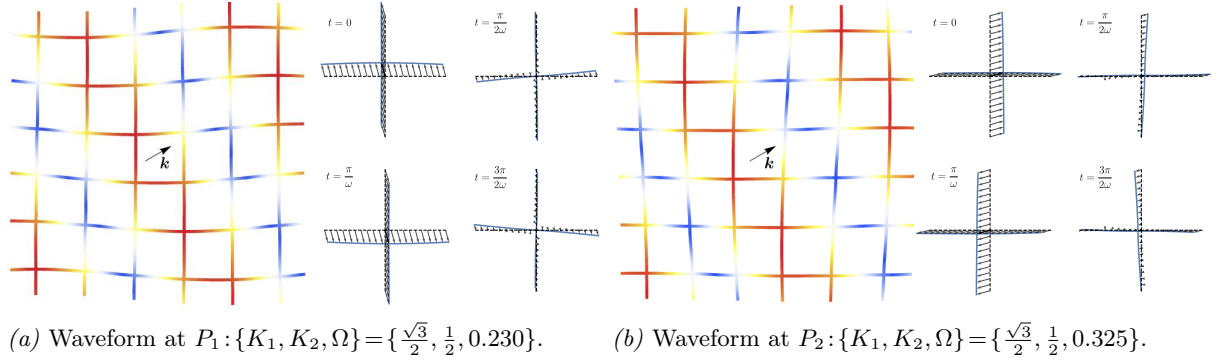 t = 0
t = π/2ω
k
t = π/ω
t = 3π/2ω
t = 0
t = π/2ω
k
t = π/ω
t = 3π/2ω
(a) Waveform at P₁:{K₁, K₂, Ω}={√3/2, 1/2, 0.230}.
(b) Waveform at P₂:{K₁, K₂, Ω}={√3/2, 1/2, 0.325}.